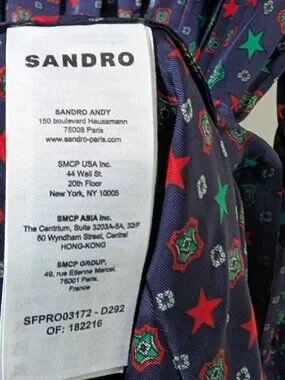 SANDRO
SANDRO ANDY
150 boulevard Haussmann
75008 Paris
www.sandro-paris.com
SMCP USA Inc.
44 Wall St.
20th Floor
New York, NY 10005
SMCP ASIA Inc.
The Centrium, Suite 3203A-5A, 32/F
60 Wyndham Street, Central
HONG-KONG
SMCP GROUP,
49, rue Etienne Marcel,
75001 Paris,
France
SFPRO03172 - D292
OF: 182216